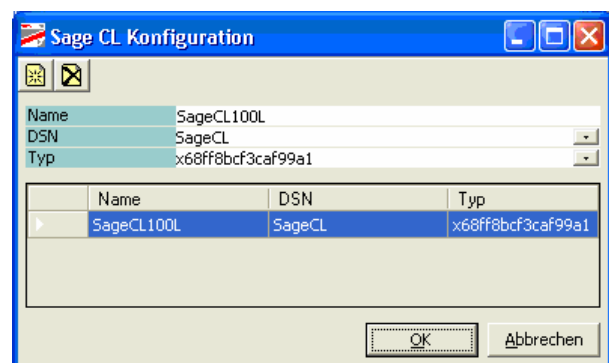 Sage CL Konfiguration
Name SageCL100L
DSN SageCL
Typ x68ff8bcf3caf99a1
Name DSN Typ
SageCL100L SageCL x68ff8bcf3caf99a1
OK Abbrechen